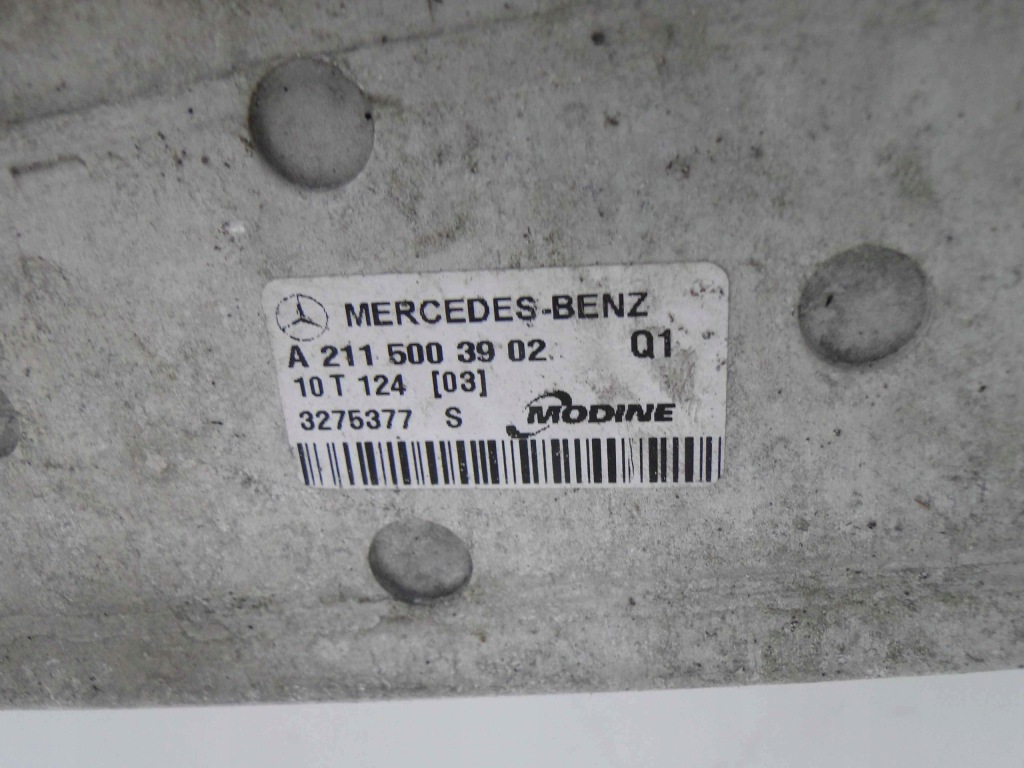 MERCEDES-BENZ
A 211 500 39 02 Q1
10 T 124 [03]
3275377 S MODINE